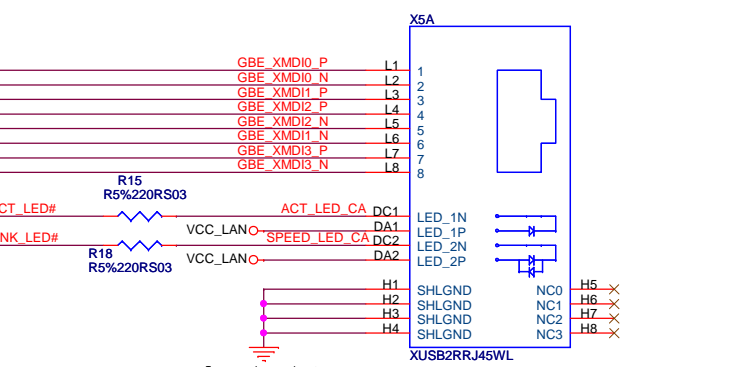 X5A
GBE_XMDI0_P L1 1
GBE_XMDI0_N L2 2
GBE_XMDI1_P L3 3
GBE_XMDI2_P L4 4
GBE_XMDI2_N L5 5
GBE_XMDI1_N L6 6
GBE_XMDI3_P L7 7
GBE_XMDI3_N L8 8
R15
R5%220RS03
CT_LED# ACT_LED_CA DC1 LED_1N
VCC_LAN DA1 LED_1P
NK_LED# SPEED_LED_CA DC2 LED_2N
R18
VCC_LAN DA2 LED_2P
R5%220RS03
H1 SHLGND NC0 H5
H2 SHLGND NC1 H6
H3 SHLGND NC2 H7
H4 SHLGND NC3 H8
XUSB2RRJ45WL